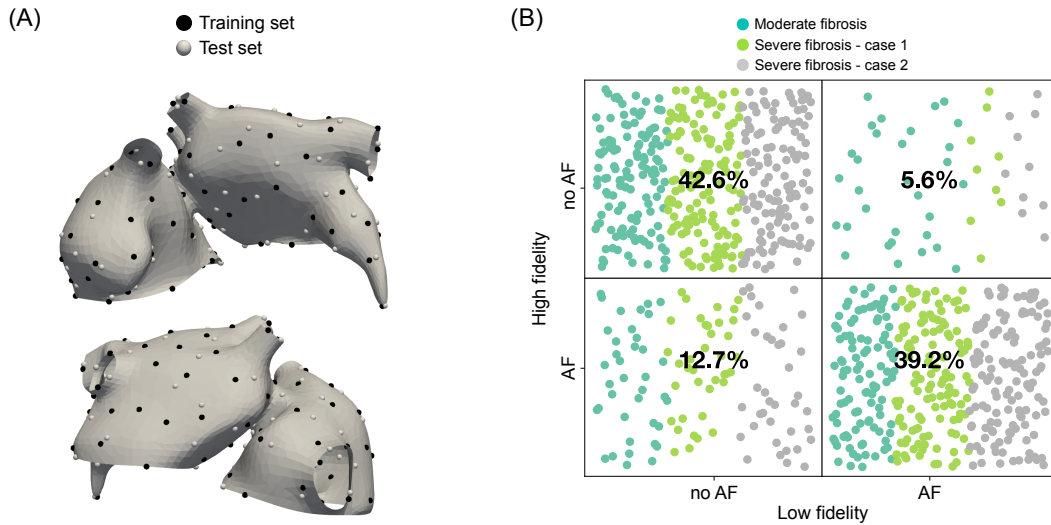 (A)
Training set
Test set
(B)
Moderate fibrosis
Severe fibrosis - case 1
Severe fibrosis - case 2
High fidelity
no AF
AF
42.6%
5.6%
12.7%
39.2%
no AF
AF
Low fidelity